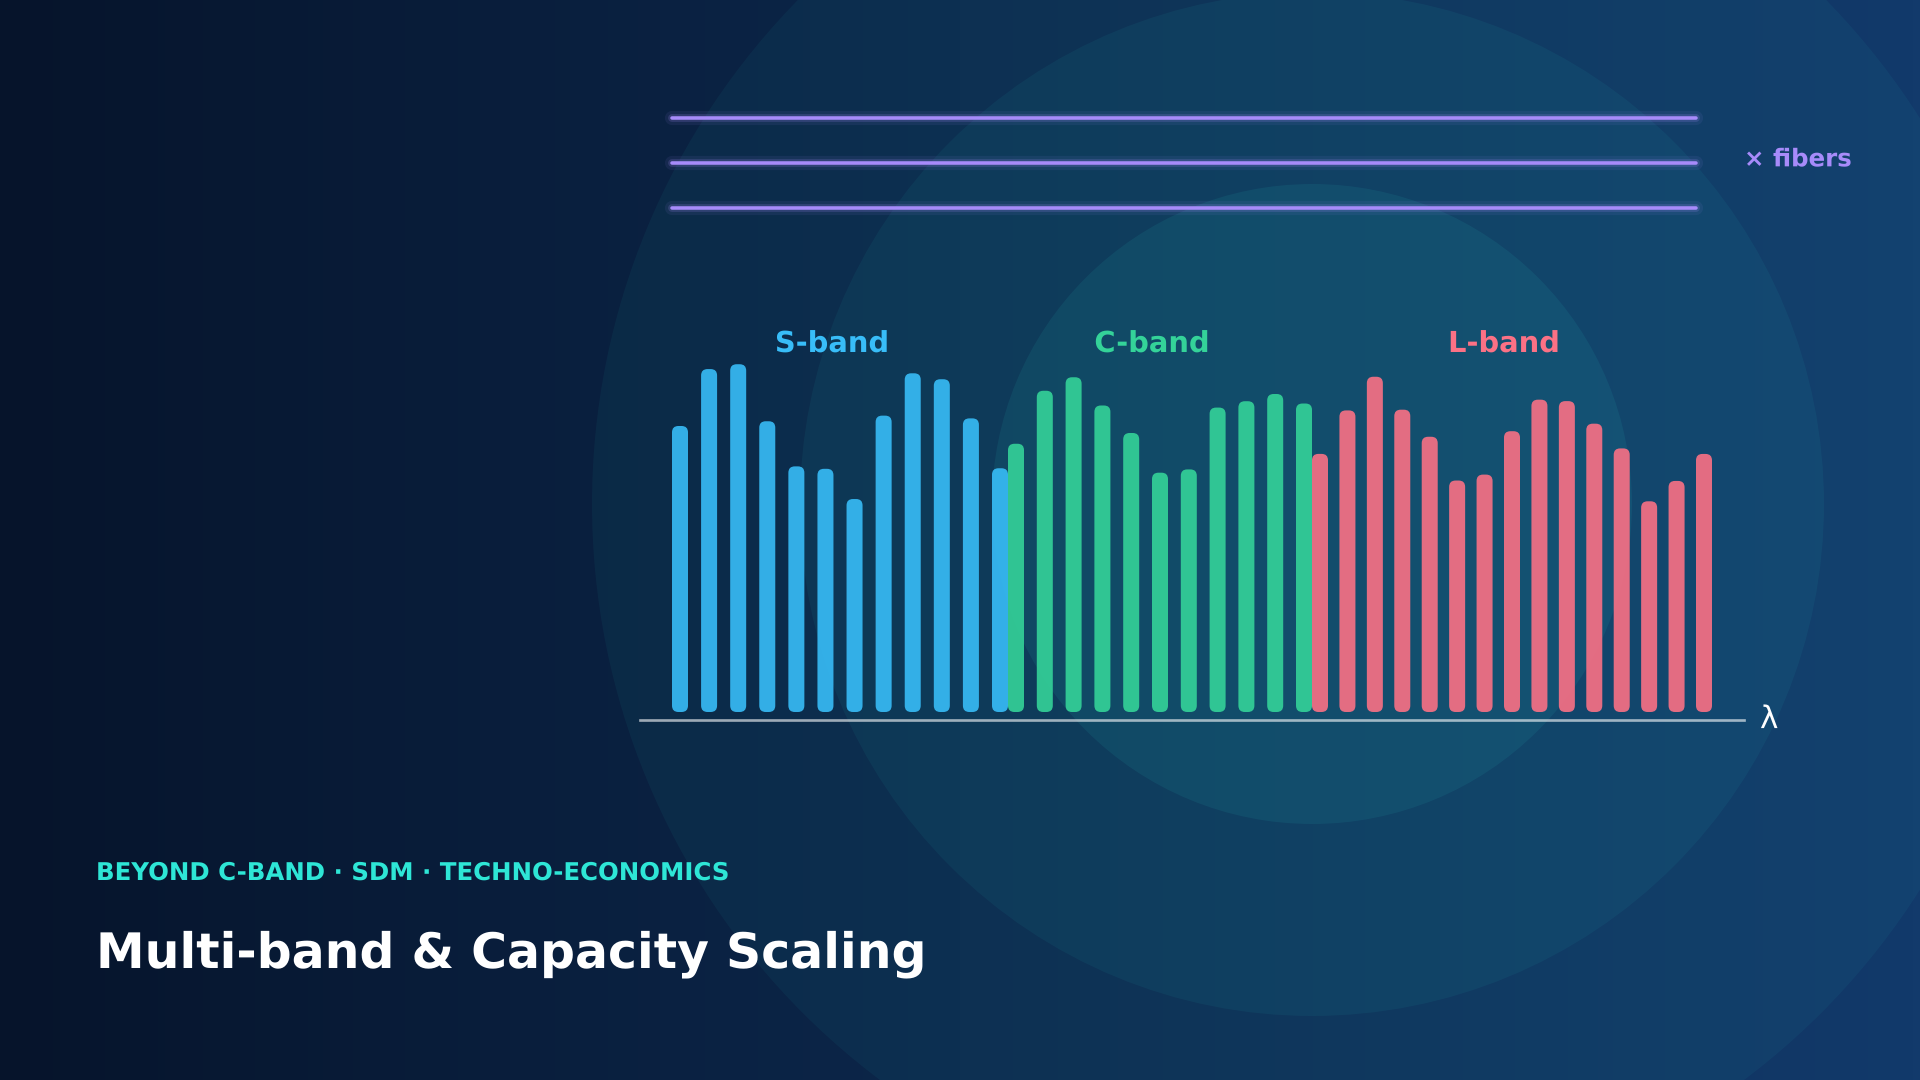 × fibers
S-band
C-band
L-band
λ
BEYOND C-BAND · SDM · TECHNO-ECONOMICS
Multi-band & Capacity Scaling